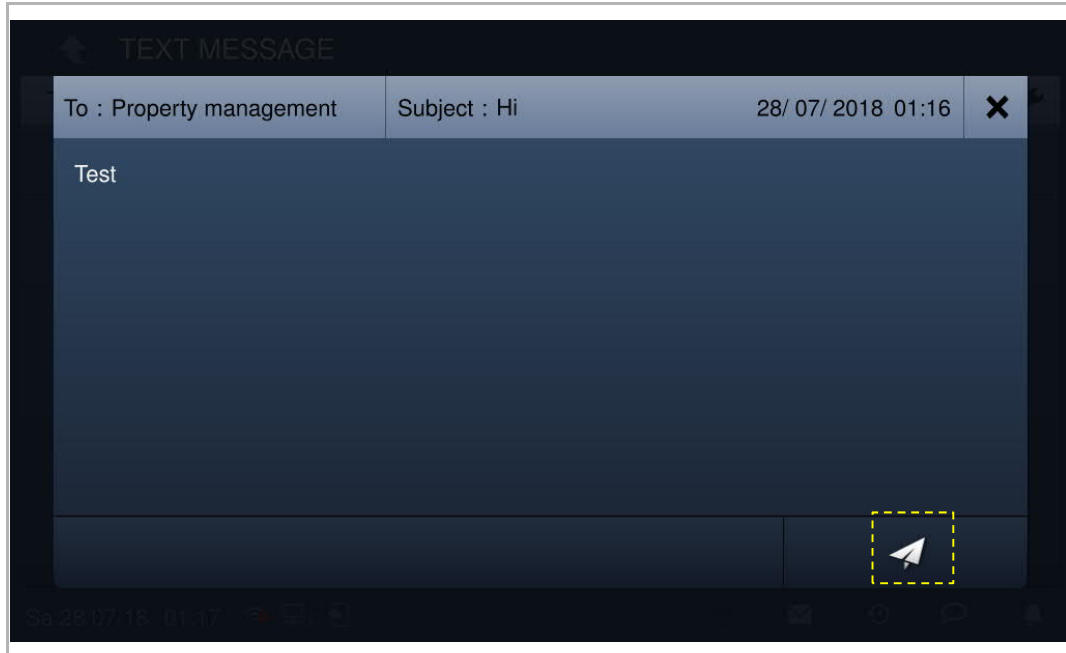 TEXT MESSAGE
To : Property management Subject : Hi 28/ 07/ 2018 01:16
Test
Sa 28/07/18 01:17